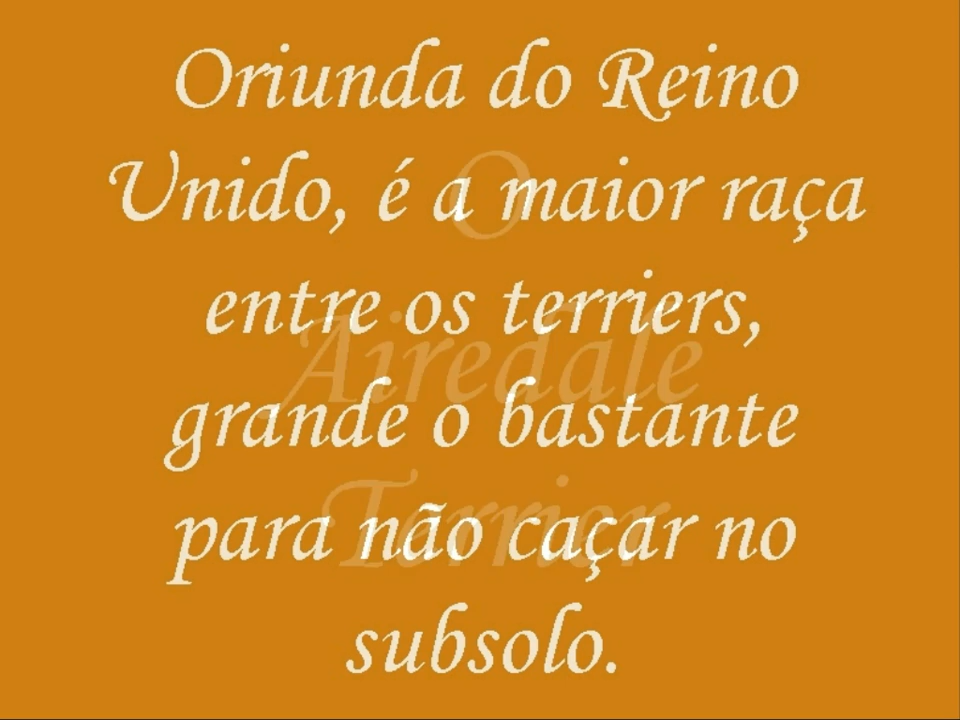 Oriunda do Reino
Unido, é a maior raça
entre os terriers,
grande o bastante
para não caçar no
subsolo.
O
Airedale
Terrier